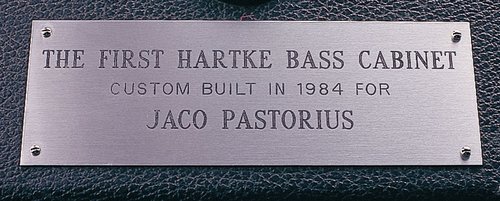 THE FIRST HARTKE BASS CABINET
CUSTOM BUILT IN 1984 FOR
JACO PASTORIUS